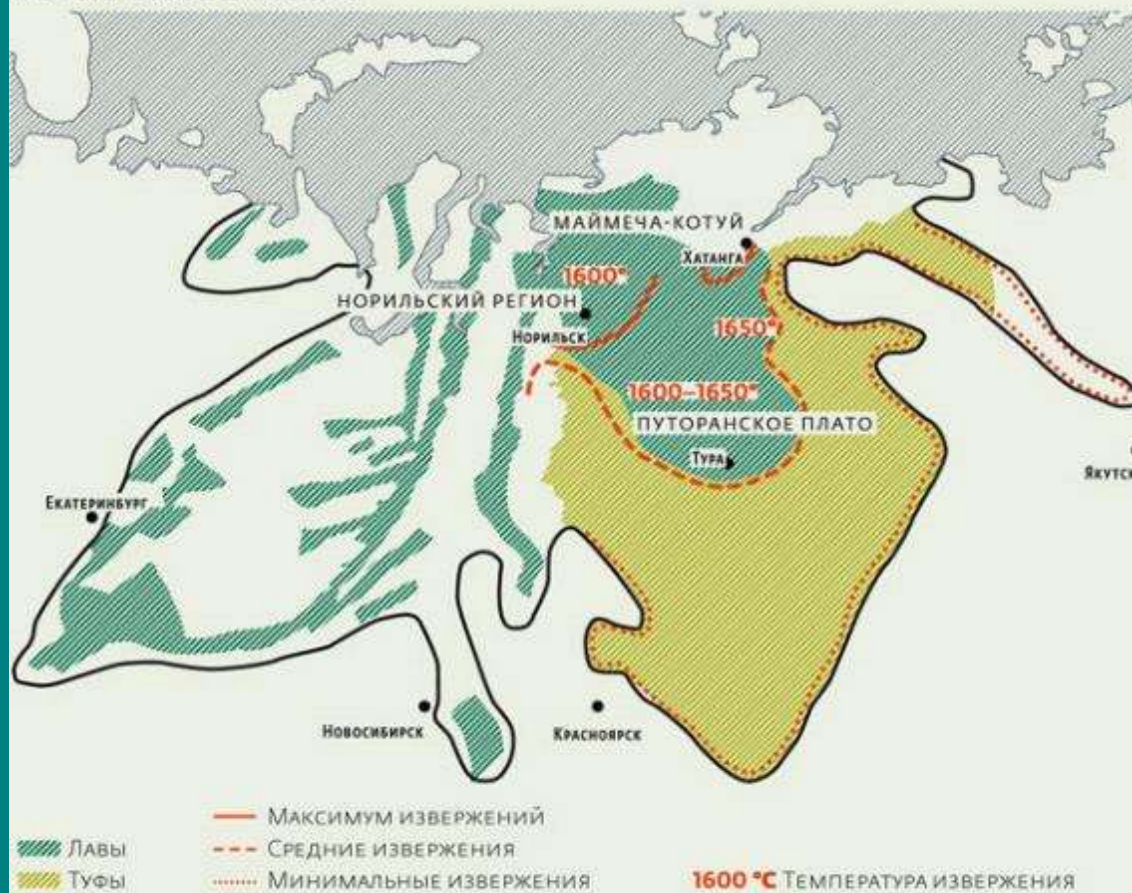 МАЙМЕЧА-КОТУЙ
ХАТАНГА
1600°
НОРИЛЬСКИЙ РЕГИОН
НОРИЛЬСК
1650°
1600–1650°
ПУТОРАНСКОЕ ПЛАТО
ТУРА
ЯКУТСК
ЕКАТЕРИНБУРГ
НОВОСИБИРСК
КРАСНОЯРСК
МАКСИМУМ ИЗВЕРЖЕНИЙ
ЛАВЫ
СРЕДНИЕ ИЗВЕРЖЕНИЯ
ТУФЫ
МИНИМАЛЬНЫЕ ИЗВЕРЖЕНИЯ
1600 °C ТЕМПЕРАТУРА ИЗВЕРЖЕНИЯ